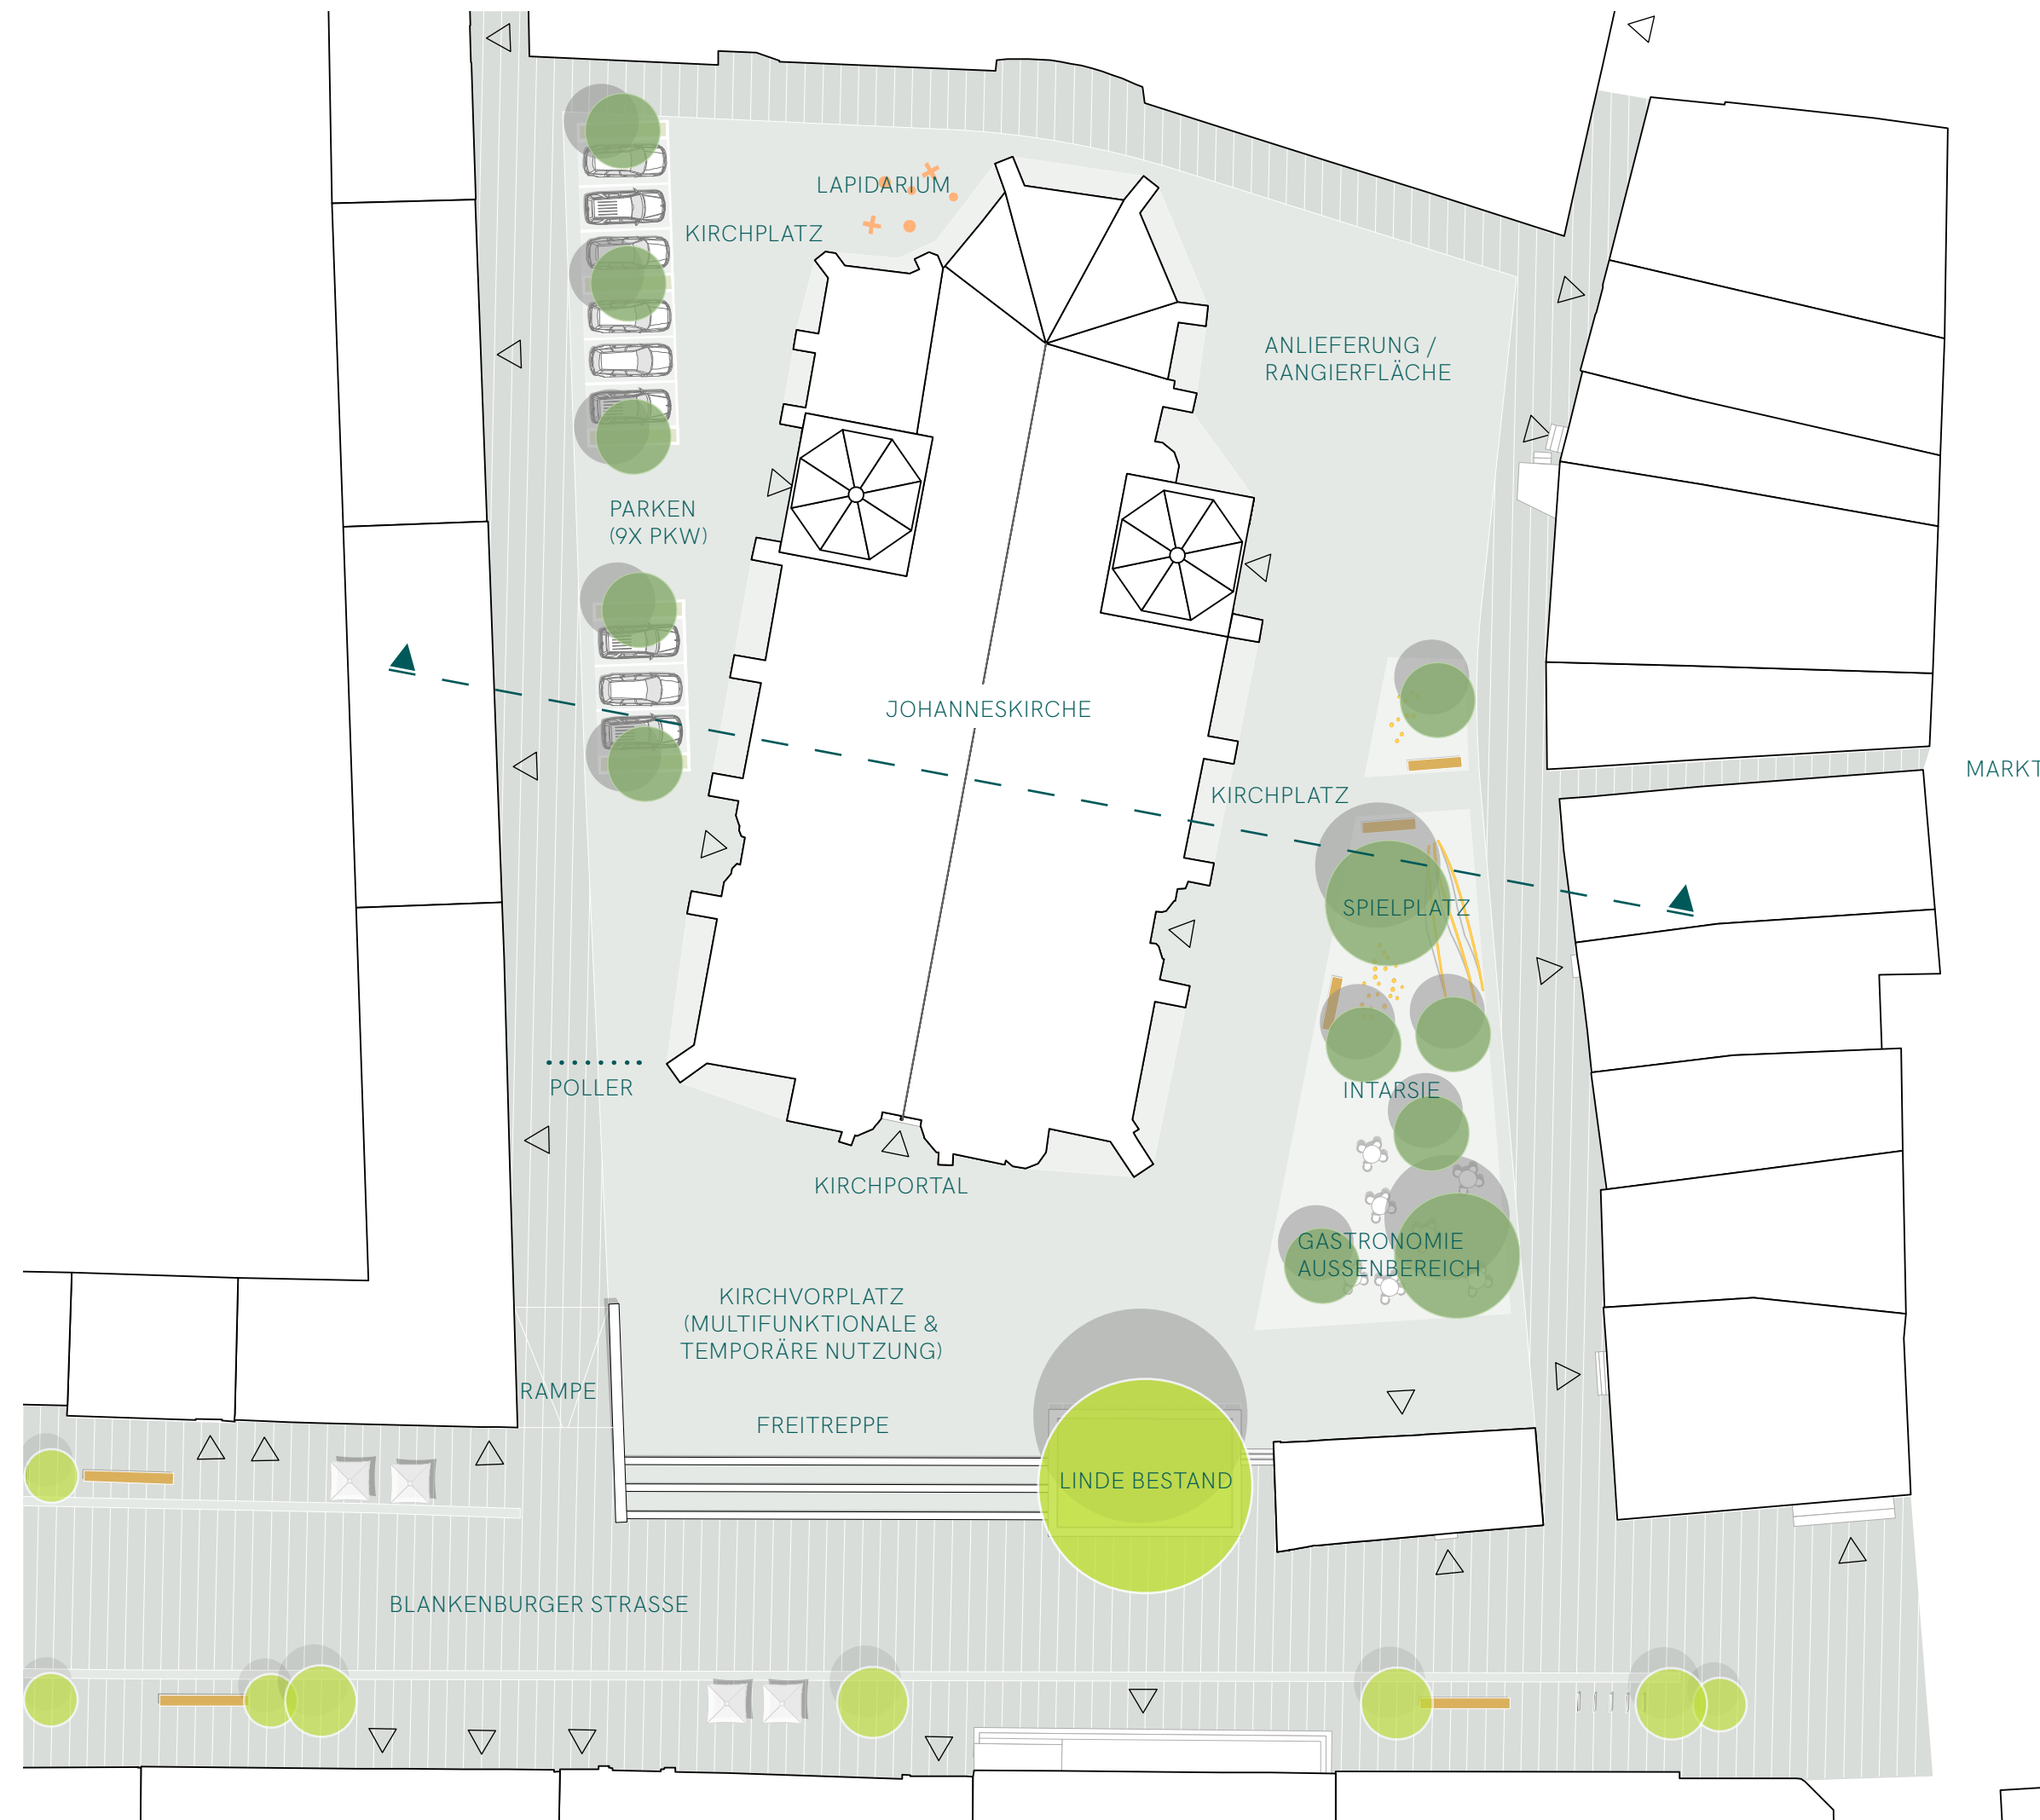 LAPIDARIUM
KIRCHPLATZ
ANLIEFERUNG /
RANGIERFLÄCHE
PARKEN
(9X PKW)
JOHANNESKIRCHE
MARKT
KIRCHPLATZ
SPIELPLATZ
POLLER
INTARSIE
KIRCHPORTAL
GASTRONOMIE
AUSSENBEREICH
KIRCHVORPLATZ
(MULTIFUNKTIONALE &
TEMPORÄRE NUTZUNG)
RAMPE
FREITREPPE
LINDE BESTAND
BLANKENBURGER STRASSE